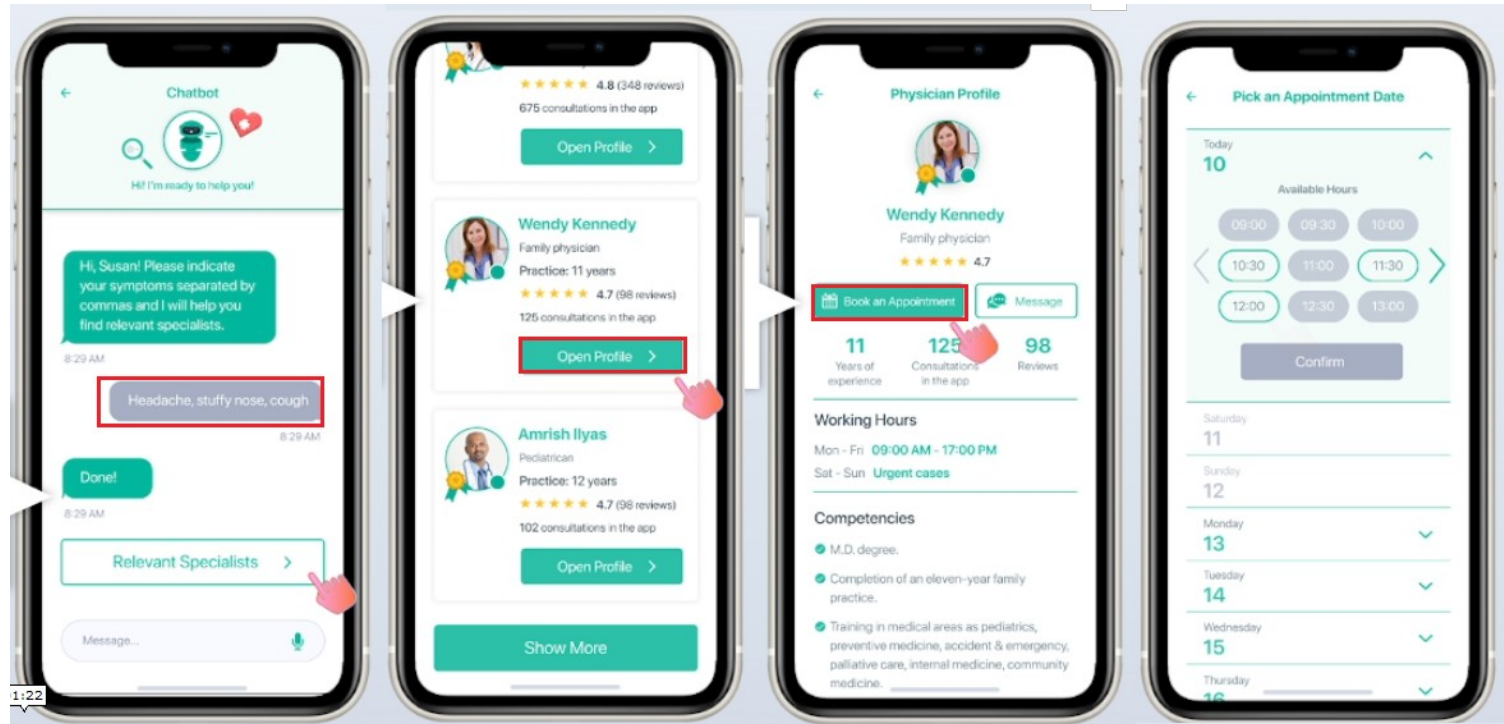 Chatbot
Hi! I'm ready to help you!
Hi, Susan! Please indicate
your symptoms separated by
commas and I will help you
find relevant specialists.
8:29 AM
Headache, stuffy nose, cough
8:29 AM
Done!
8:29 AM
Relevant Specialists
Message...
1:22
4.8 (348 reviews)
675 consultations in the app
Open Profile
Wendy Kennedy
Family physician
Practice: 11 years
4.7 (98 reviews)
125 consultations in the app
Open Profile
Amrish Ilyas
Pediatrican
Practice: 12 years
4.7 (98 reviews)
102 consultations in the app
Open Profile
Show More
Physician Profile
Wendy Kennedy
Family physician
4.7
Book an Appointment
Message
11 125 98
Years of experience
Consultations in the app
Reviews
Working Hours
Mon - Fri 09:00 AM - 17:00 PM
Sat - Sun Urgent cases
Competencies
M.D. degree.
Completion of an eleven-year family
practice.
Training in medical areas as pediatrics,
preventive medicine, accident & emergency,
palliative care, internal medicine, community
medicine.
Pick an Appointment Date
Today
10
Available Hours
09:00 09:30 10:00
10:30 11:00 11:30
12:00 12:30 13:00
Confirm
Saturday
11
Sunday
12
Monday
13
Tuesday
14
Wednesday
15
Thursday
16